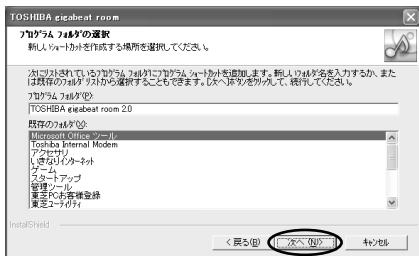 TOSHIBA gigabeat room
プログラム フォルダの選択
新しいショートカットを作成する場所を選択してください。
次にリストされているプログラム フォルダにプログラム ショートカットを追加します。新しいフォルダ名を入力するか、また
は既存のフォルダ リストから選択することもできます。[次へ]ボタンをクリックして、続行してください。
プログラム フォルダ(P):
TOSHIBA gigabeat room 2.0
既存のフォルダ(X):
Microsoft Office ツール
Toshiba Internal Modem
アクセサリ
いきなりインターネット
ゲーム
スタートアップ
管理ツール
東芝PCお客様登録
東芝ユーティリティ
InstallShield
< 戻る(B)
次へ (N)>
キャンセル